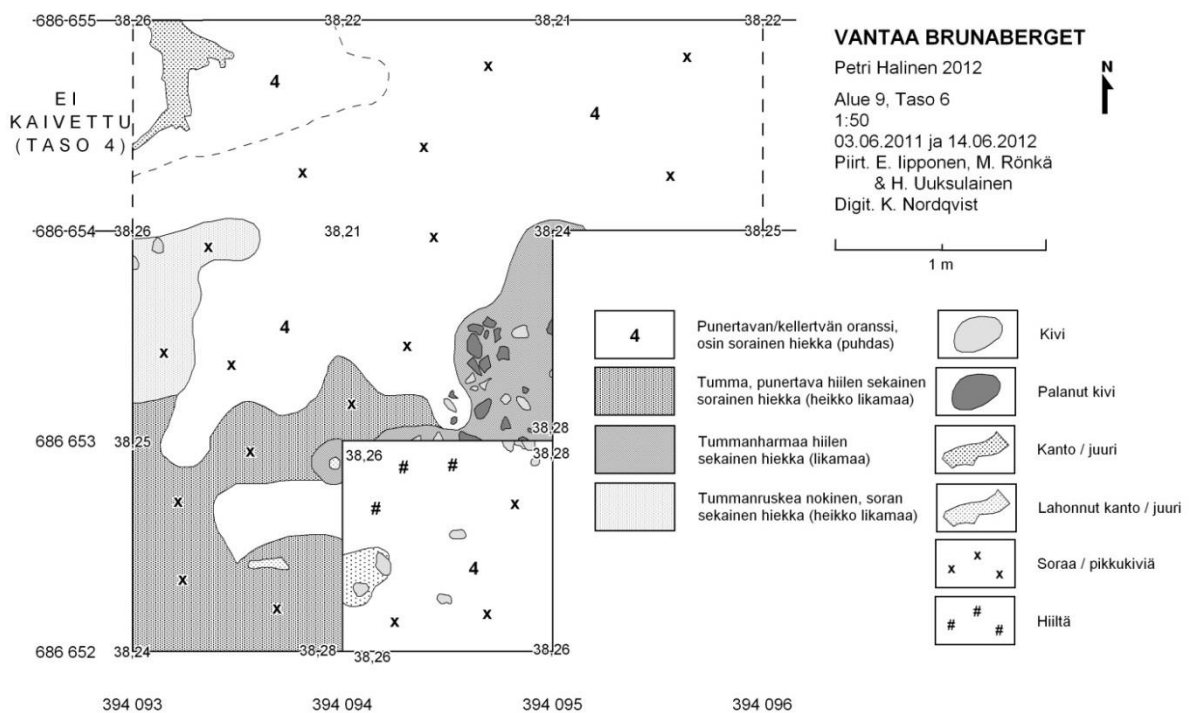 686 655 38,26 38,22 38,21 38,22
x x
4
4
EI
KAIVETTU
(TASO 4)
x
x x
686 654 38,26 38,21 38,24 38,25
x x
4
x x x
x
686 653 38,25 38,28
x
38,26 38,28
# #
x # x
4
x
x x x
686 652 38,24 38,28 38,26 38,26
394 093 394 094 394 095 394 096
VANTAA BRUNABERGET
Petri Halinen 2012
Alue 9, Taso 6
1:50
03.06.2011 ja 14.06.2012
Piirt. E. Iipponen, M. Rönkä
& H. Uuksulainen
Digit. K. Nordqvist
N
1 m
4
Punertavan/kellertvän oranssi,
osin sorainen hiekka (puhdas)
Tumma, punertava hiilen sekainen
sorainen hiekka (heikko likamaa)
Tummanharmaa hiilen
sekainen hiekka (likamaa)
Tummanruskea nokinen, soran
sekainen hiekka (heikko likamaa)
Kivi
Palanut kivi
Kanto / juuri
Lahonnut kanto / juuri
x x x
Soraa / pikkukiviä
# # #
Hiiltä